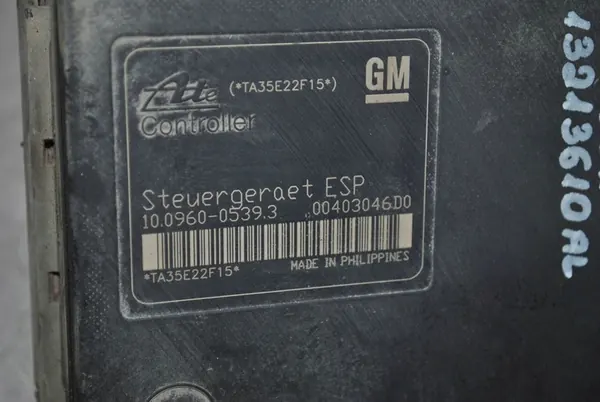 Ate (*TA35E22F15*) GM
Controller
Steuergeraet ESP
10.0960-0539.3 00403046D0
*TA35E22F15* MADE IN PHILIPPINES
13213610AL